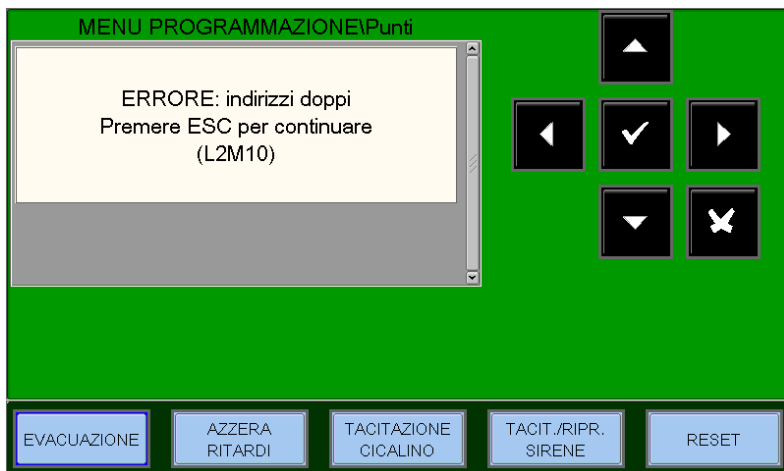 MENU PROGRAMMAZIONE\Punti
ERRORE: indirizzi doppi
Premere ESC per continuare
(L2M10)
EVACUAZIONE
AZZERA
RITARDI
TACITAZIONE
CICALINO
TACIT./RIPR.
SIRENE
RESET